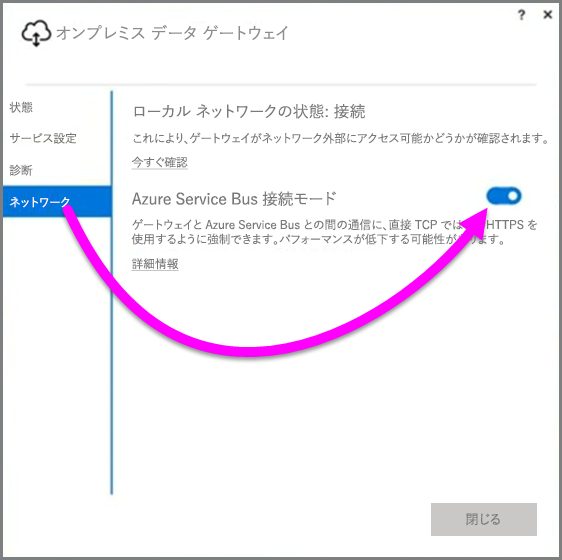 ? ×
オンプレミス データ ゲートウェイ
状態
サービス設定
診断
ネットワーク
ローカル ネットワークの状態: 接続
これにより、ゲートウェイがネットワーク外部にアクセス可能かどうかが確認されます。
今すぐ確認
Azure Service Bus 接続モード
ゲートウェイと Azure Service Bus との間の通信に、直接 TCP では HTTPS を
使用するように強制できます。パフォーマンスが低下する可能性があります。
詳細情報
閉じる